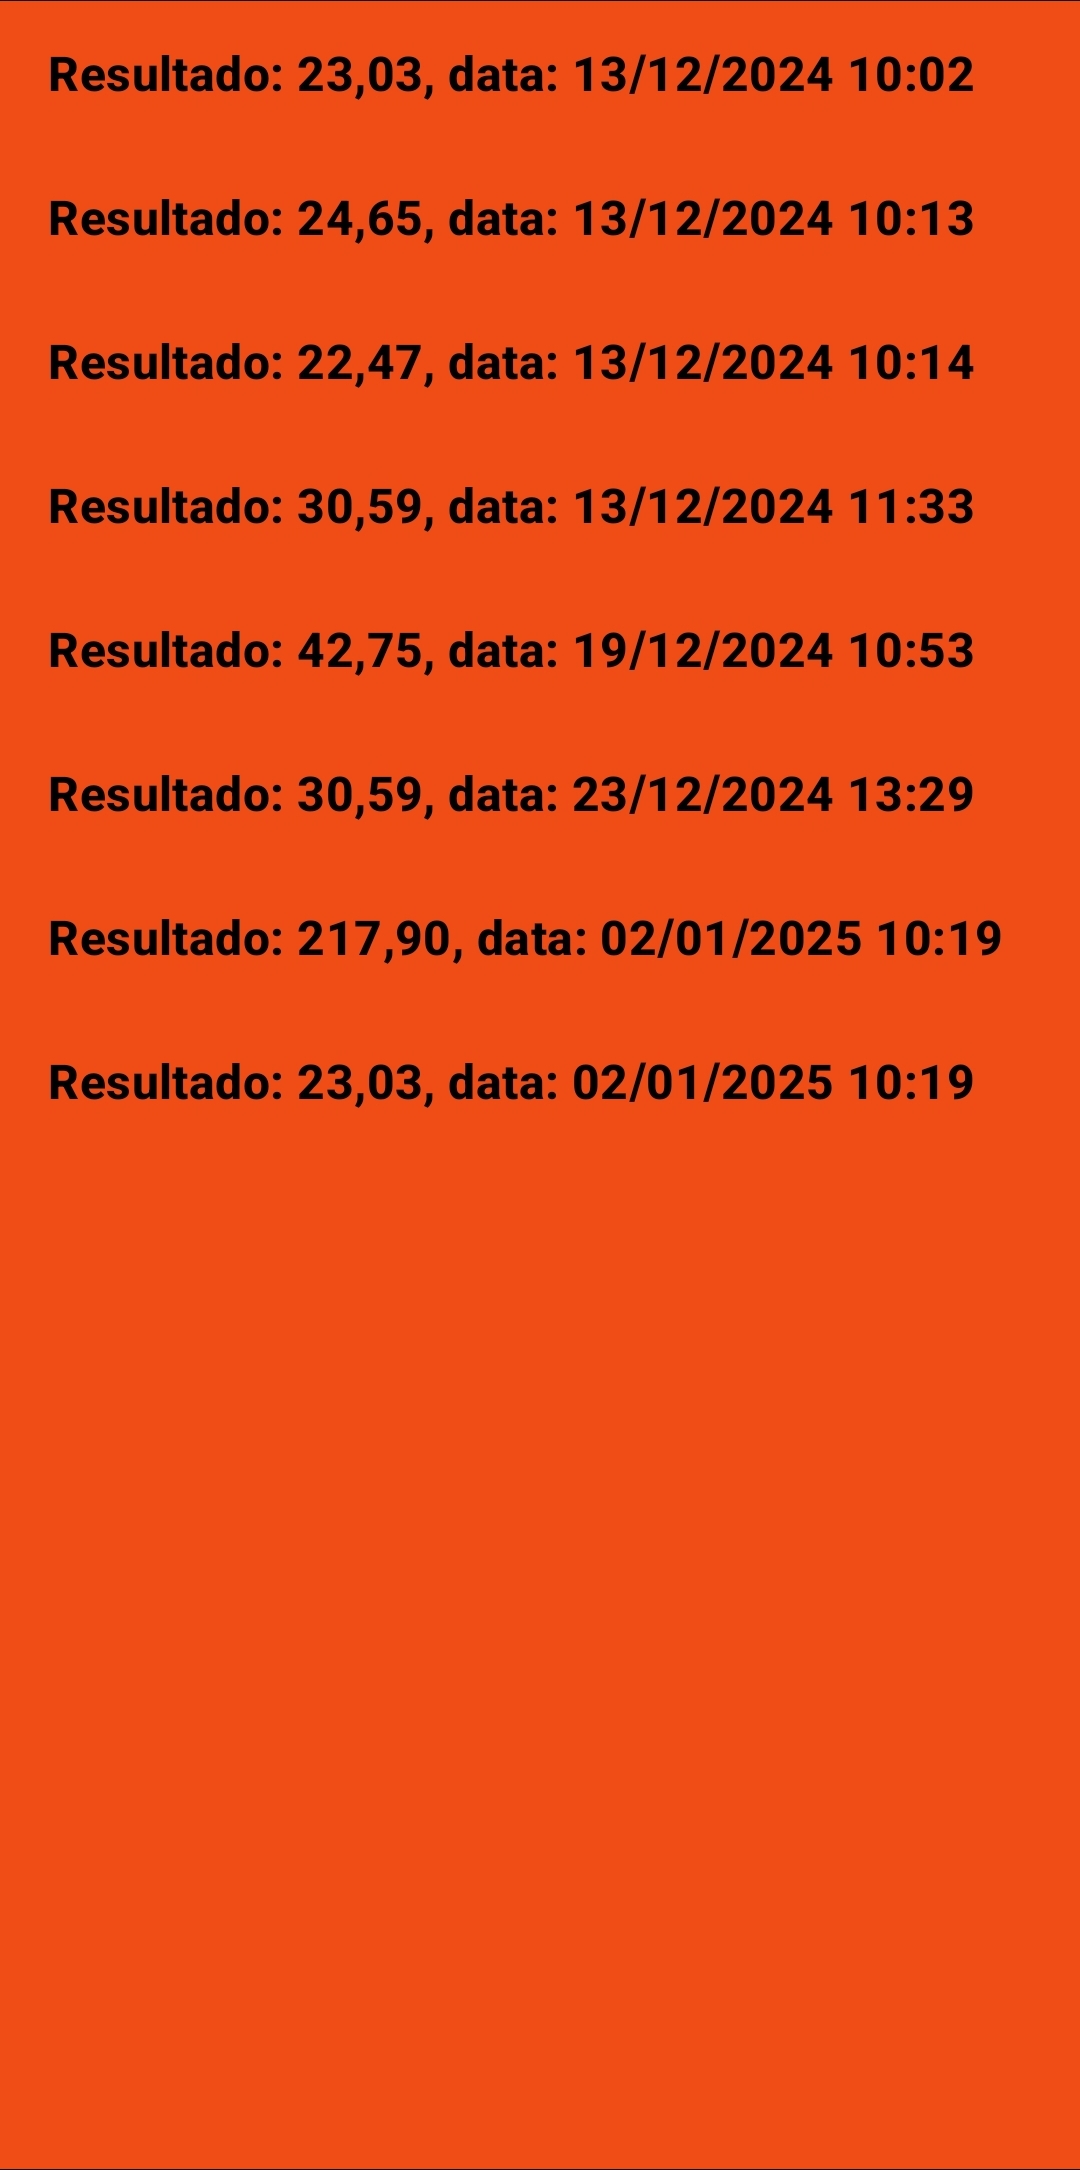 Resultado: 23,03, data: 13/12/2024 10:02
Resultado: 24,65, data: 13/12/2024 10:13
Resultado: 22,47, data: 13/12/2024 10:14
Resultado: 30,59, data: 13/12/2024 11:33
Resultado: 42,75, data: 19/12/2024 10:53
Resultado: 30,59, data: 23/12/2024 13:29
Resultado: 217,90, data: 02/01/2025 10:19
Resultado: 23,03, data: 02/01/2025 10:19